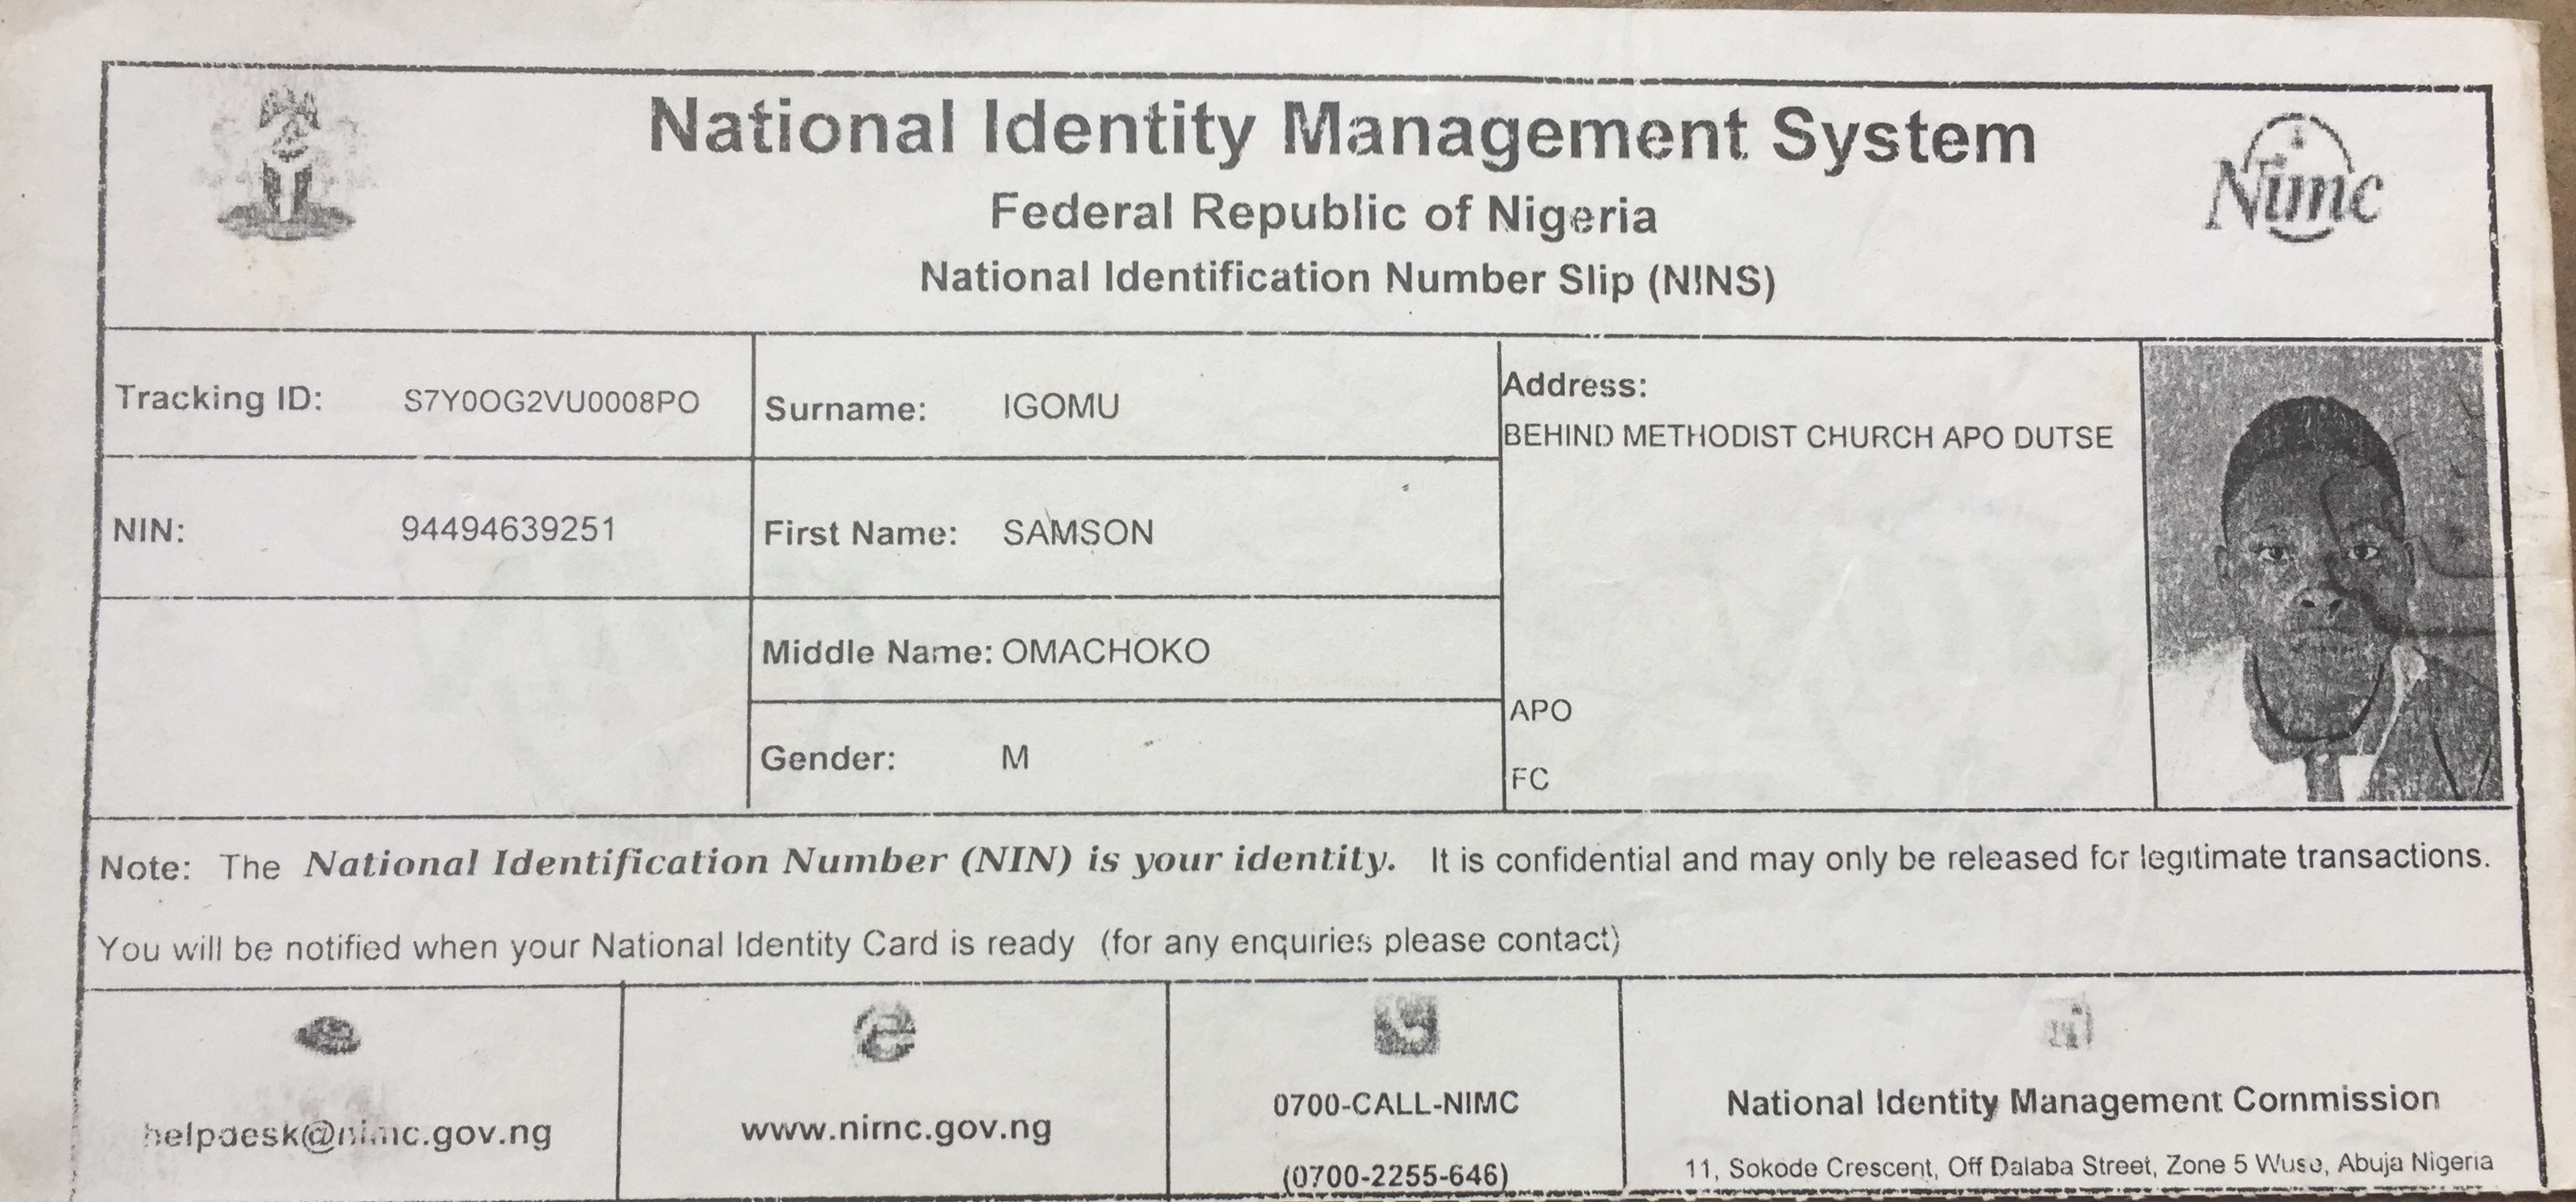 National Identity Management System
Federal Republic of Nigeria
National Identification Number Slip (NINS)
Nimc
Tracking ID: S7Y0OG2VU0008PO
Surname: IGOMU
Address:
BEHIND METHODIST CHURCH APO DUTSE
NIN: 94494639251
First Name: SAMSON
Middle Name: OMACHOKO
APO
Gender: M
FC
Note: The National Identification Number (NIN) is your identity. It is confidential and may only be released for legitimate transactions.
You will be notified when your National Identity Card is ready (for any enquiries please contact)
helpdesk@nimc.gov.ng
www.nimc.gov.ng
0700-CALL-NIMC
(0700-2255-646)
National Identity Management Commission
11, Sokode Crescent, Off Dalaba Street, Zone 5 Wuse, Abuja Nigeria